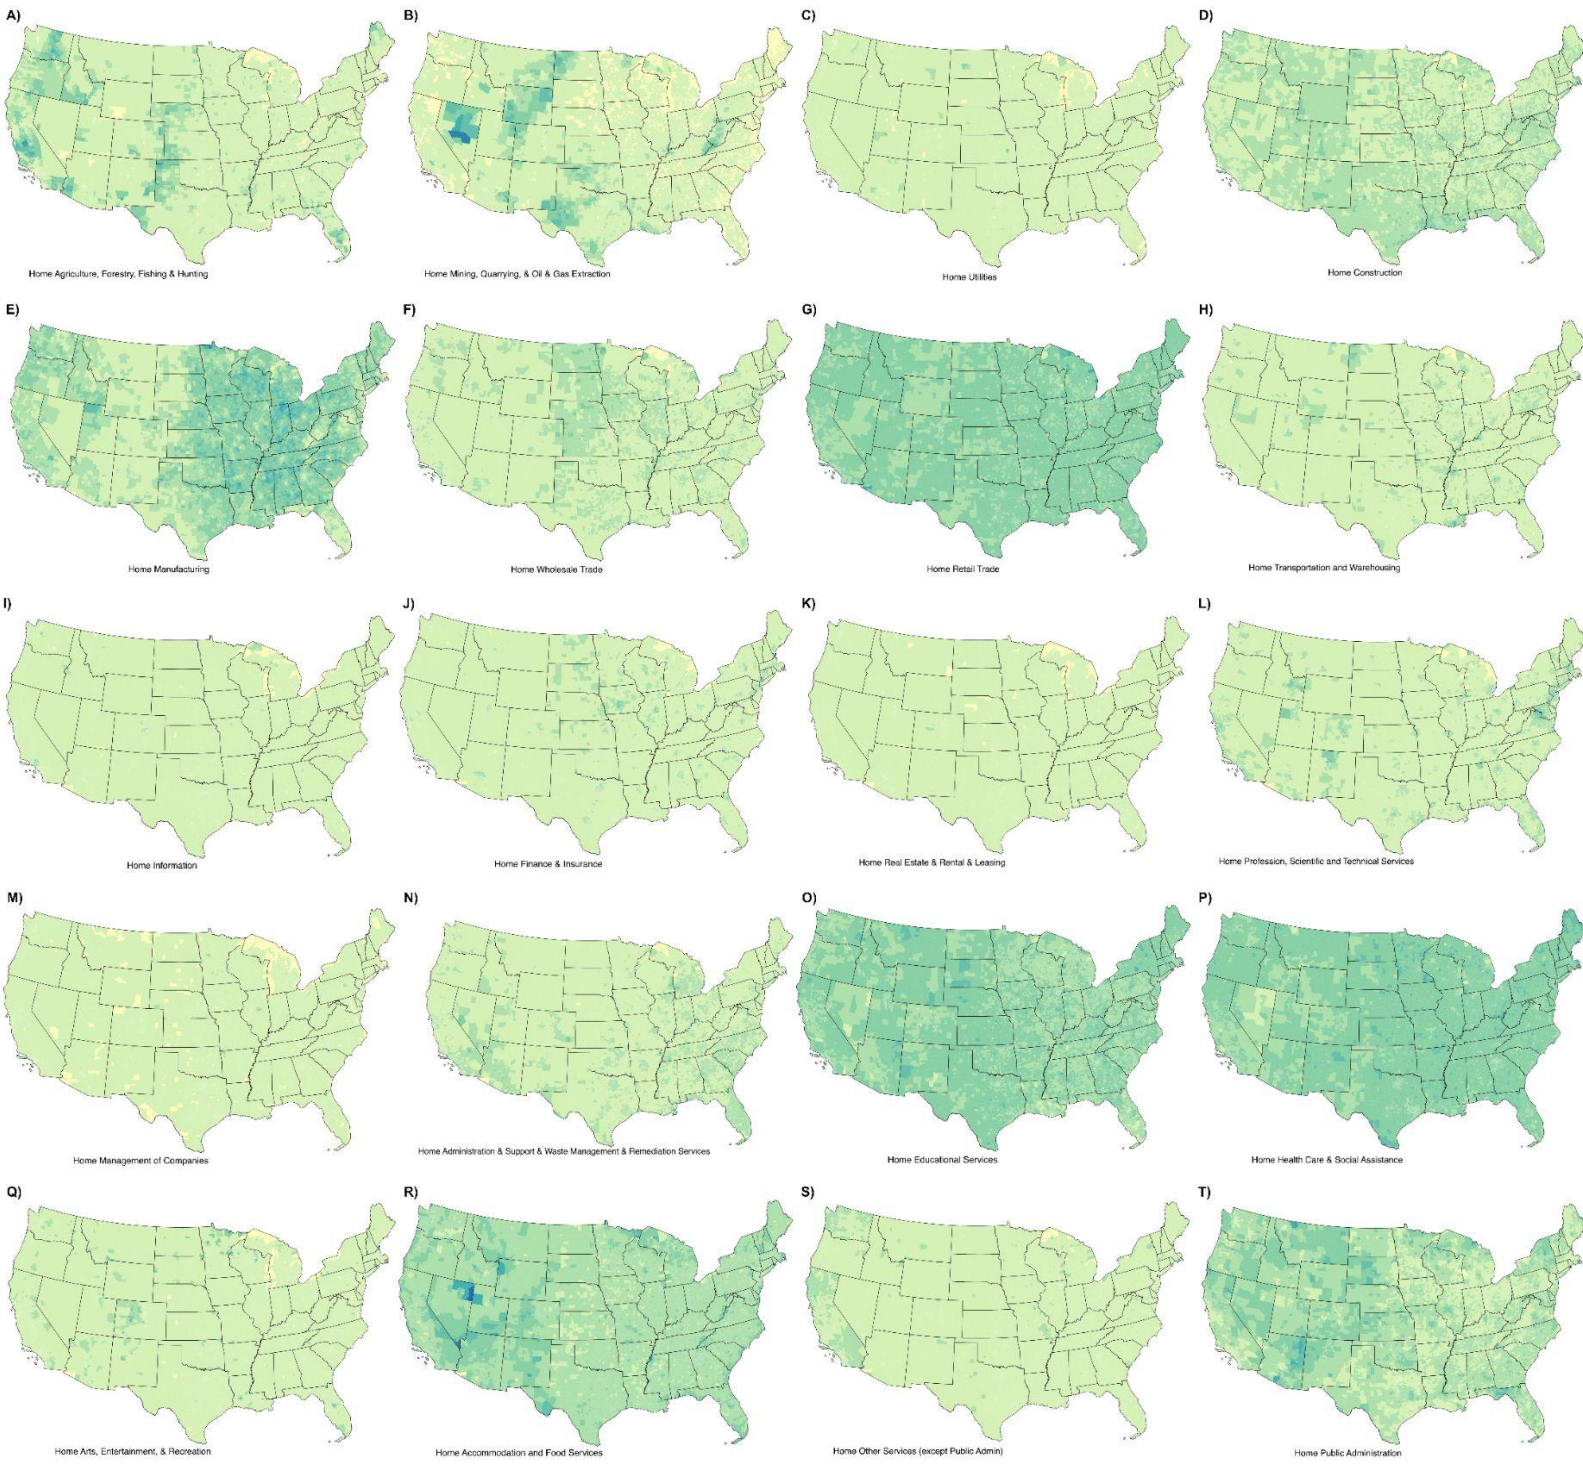 A)
B)
C)
D)
Home Agriculture, Forestry, Fishing & Hunting
Home Mining, Quarrying, & Oil & Gas Extraction
Home Utilities
Home Construction
E)
F)
G)
H)
Home Manufacturing
Home Wholesale Trade
Home Retail Trade
Home Transportation and Warehousing
I)
J)
K)
L)
Home Information
Home Finance & Insurance
Home Real Estate & Rental & Leasing
Home Profession, Scientific and Technical Services
M)
N)
O)
P)
Home Management of Companies
Home Administration & Support & Waste Management & Remediation Services
Home Educational Services
Home Health Care & Social Assistance
Q)
R)
S)
T)
Home Arts, Entertainment, & Recreation
Home Accommodation and Food Services
Home Other Services (except Public Admin)
Home Public Administration